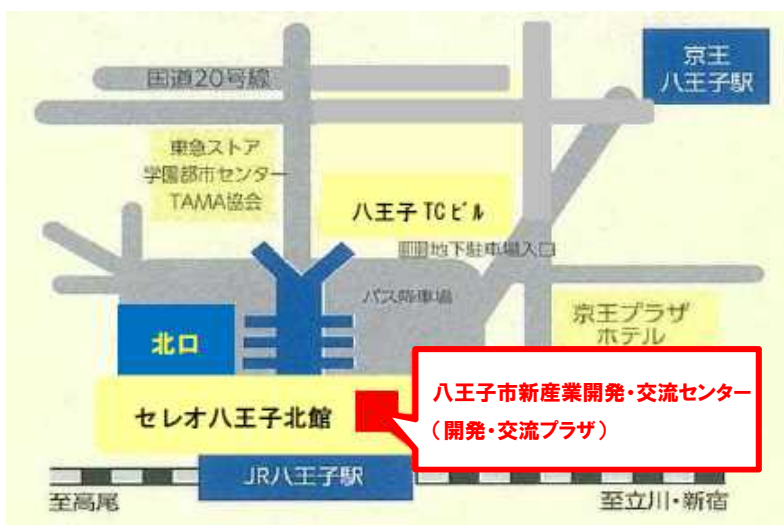 京王
八王子駅
国道20号線
東急ストア
学園都市センター
TAMA協会
八王子TCビル
地下駐車場入口
バス降車場
京王プラザ
ホテル
北口
八王子市新産業開発・交流センター
(開発・交流プラザ)
セレオ八王子北館
JR八王子駅
至高尾
至立川・新宿